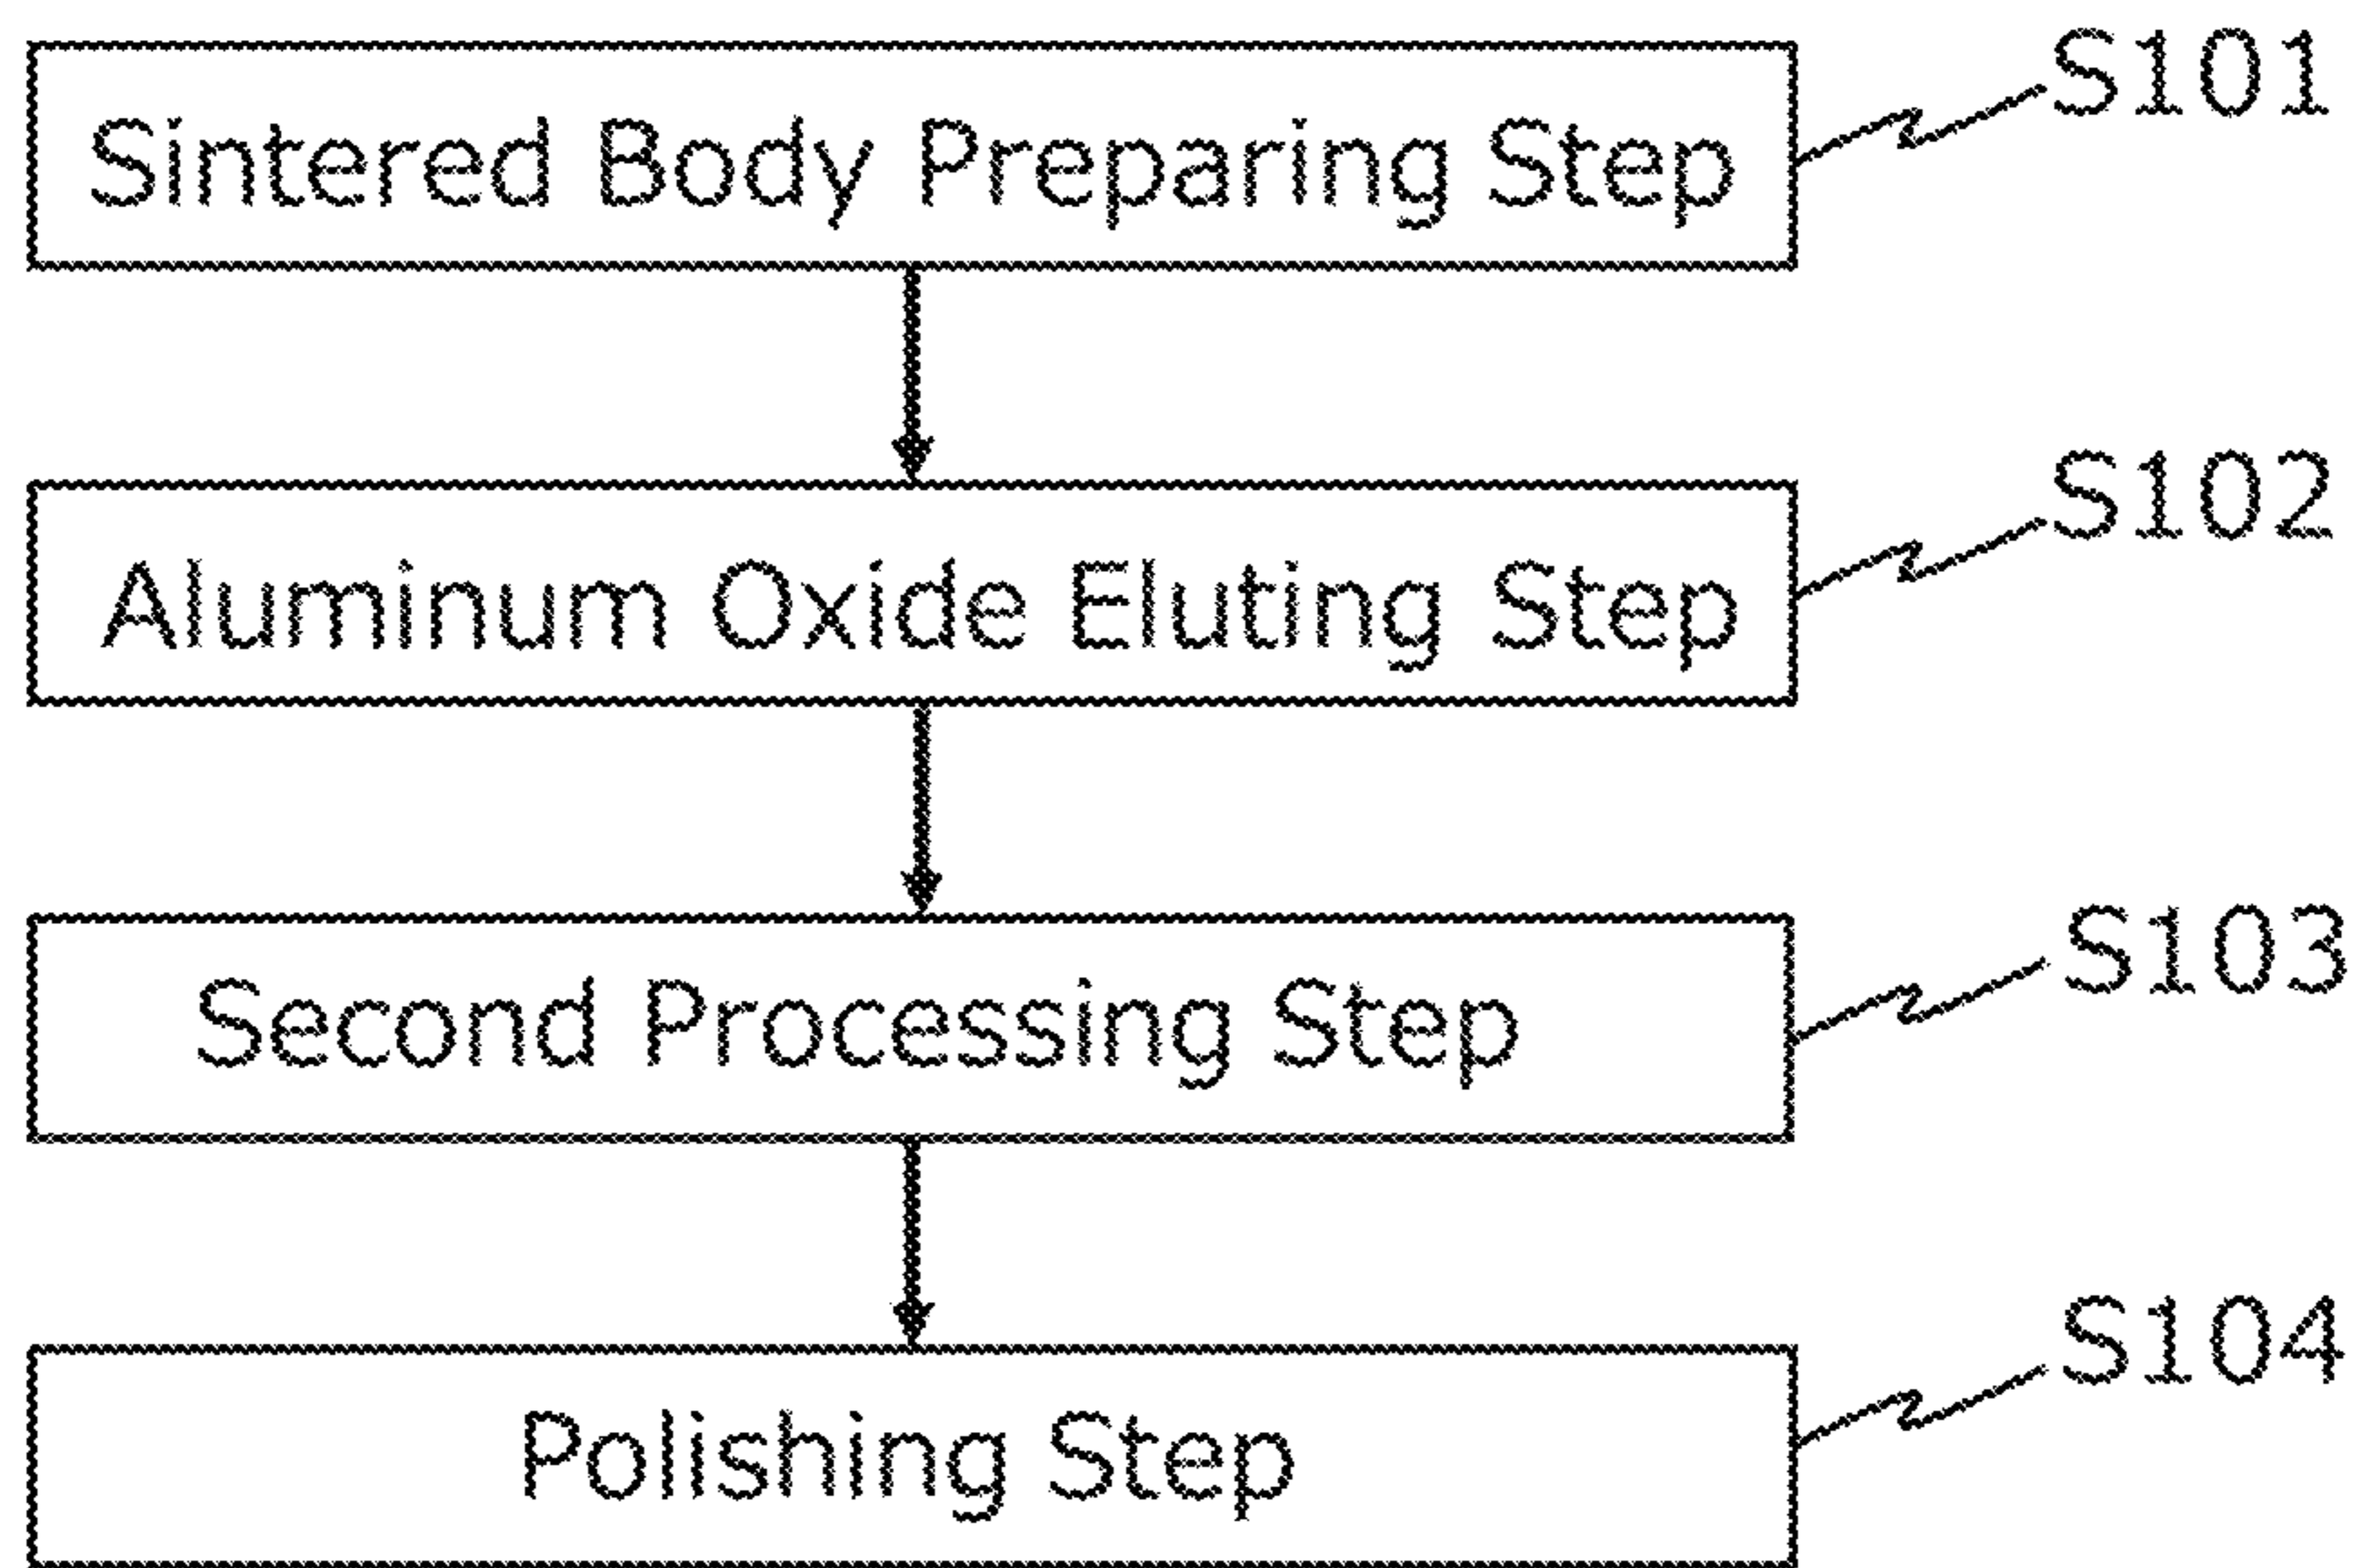 S101
Sintered Body Preparing Step
S102
Aluminum Oxide Eluting Step
S103
Second Processing Step
S104
Polishing Step